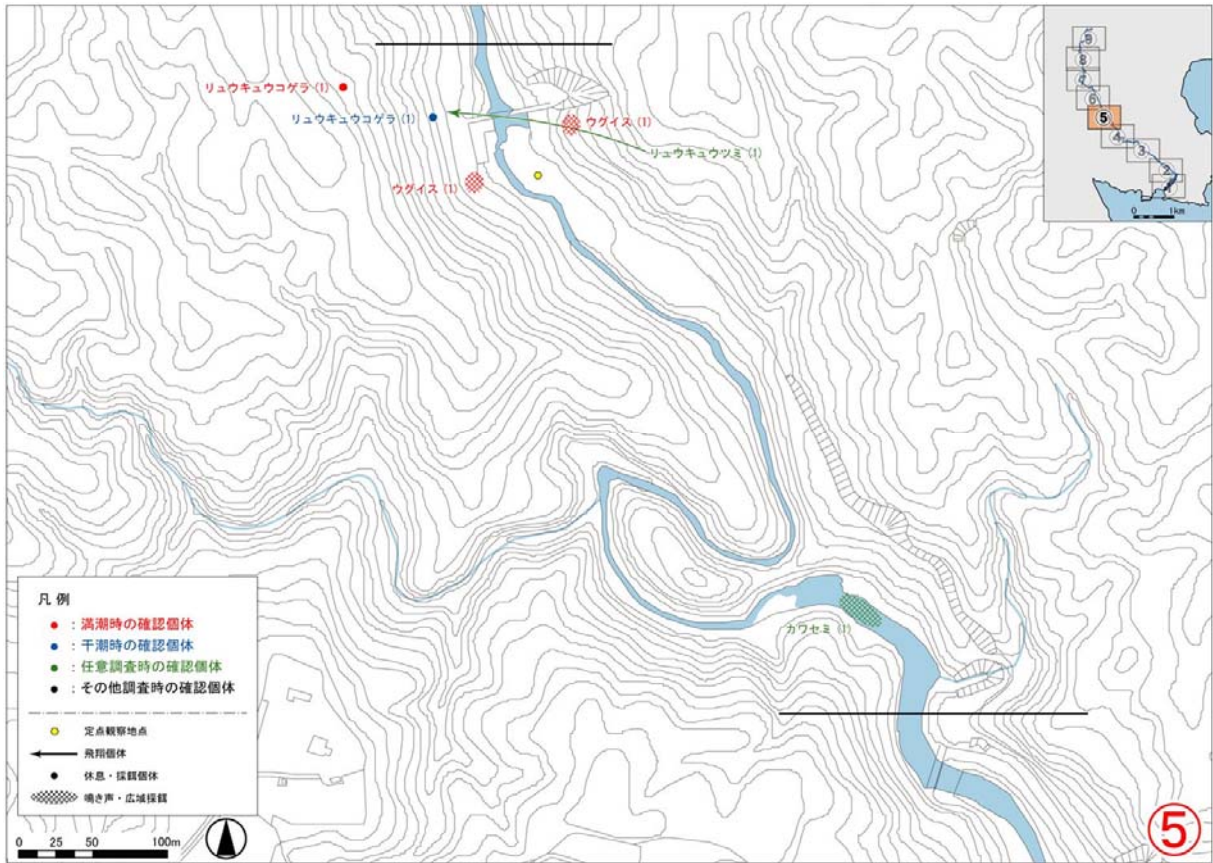 リュウキュウコゲラ (1)
リュウキュウコゲラ (1)
ウグイス (1)
リュウキュウツミ (1)
ウグイス (1)
カワセミ (1)
9
8
7
6
5
4
3
2
1
0 1km
凡 例
: 満潮時の確認個体
: 干潮時の確認個体
: 任意調査時の確認個体
: その他調査時の確認個体
定点観察地点
飛翔個体
休息・採餌個体
鳴き声・広域採餌
0 25 50 100m
⑤